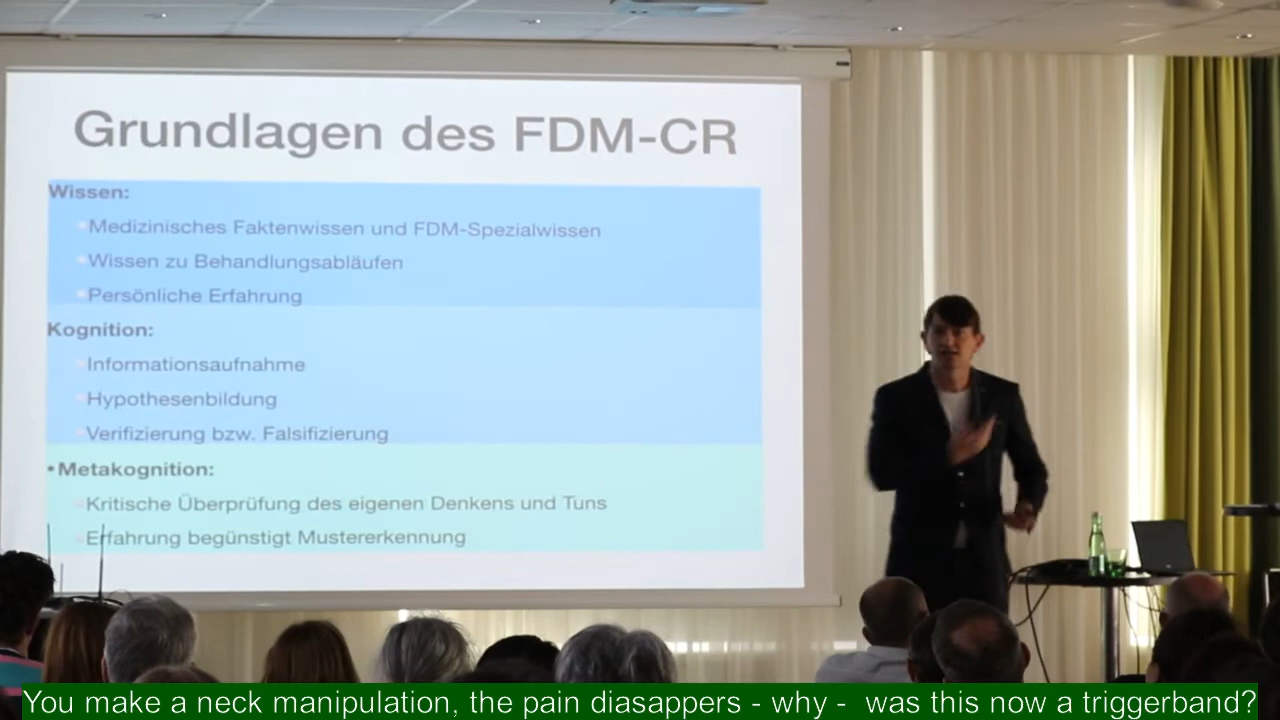 Grundlagen des FDM-CR
Wissen:
Medizinisches Faktenwissen und FDM-Spezialwissen
Wissen zu Behandlungsabläufen
Persönliche Erfahrung
Kognition:
Informationsaufnahme
Hypothesenbildung
Verifizierung bzw. Falsifizierung
• Metakognition:
Kritische Überprüfung des eigenen Denkens und Tuns
Erfahrung begünstigt Mustererkennung
You make a neck manipulation, the pain diasappers - why -  was this now a triggerband?